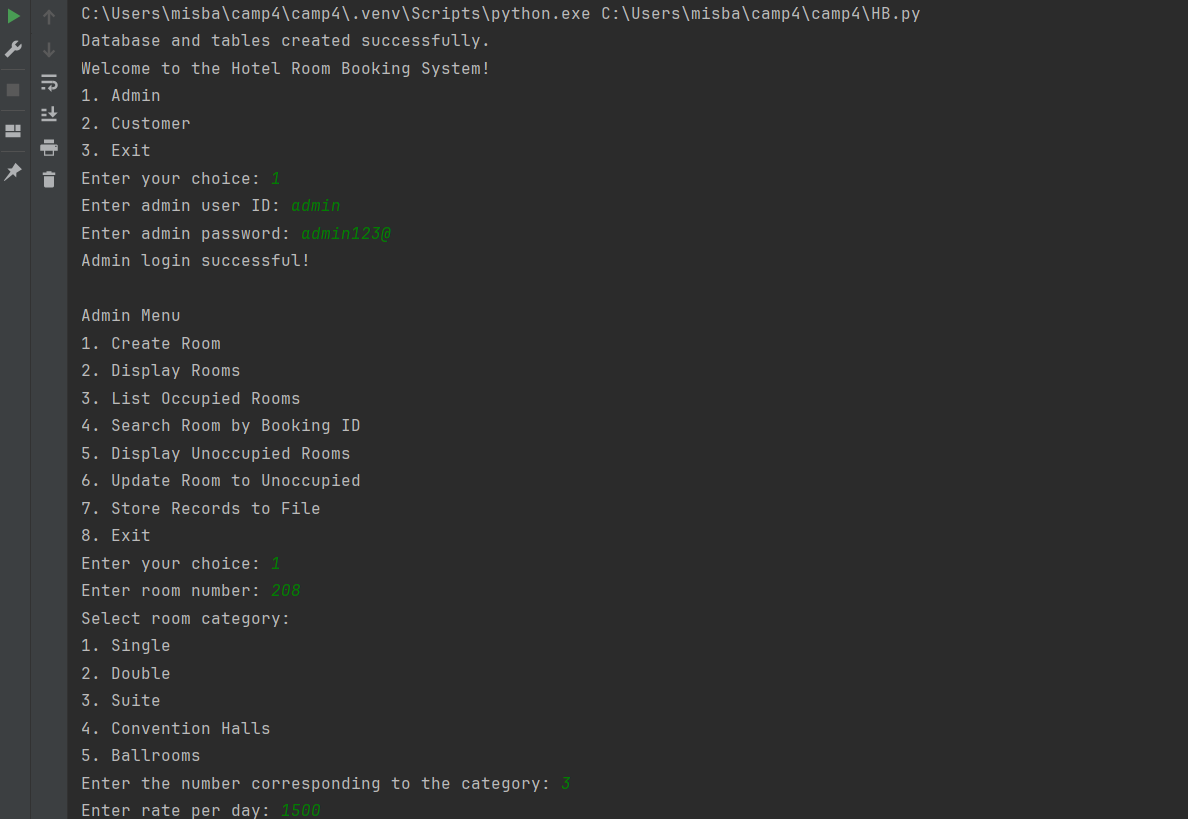 C:\Users\misba\camp4\camp4\.venv\Scripts\python.exe C:\Users\misba\camp4\camp4\HB.py
Database and tables created successfully.
Welcome to the Hotel Room Booking System!
1. Admin
2. Customer
3. Exit
Enter your choice: 1
Enter admin user ID: admin
Enter admin password: admin123@
Admin login successful!

Admin Menu
1. Create Room
2. Display Rooms
3. List Occupied Rooms
4. Search Room by Booking ID
5. Display Unoccupied Rooms
6. Update Room to Unoccupied
7. Store Records to File
8. Exit
Enter your choice: 1
Enter room number: 208
Select room category:
1. Single
2. Double
3. Suite
4. Convention Halls
5. Ballrooms
Enter the number corresponding to the category: 3
Enter rate per day: 1500